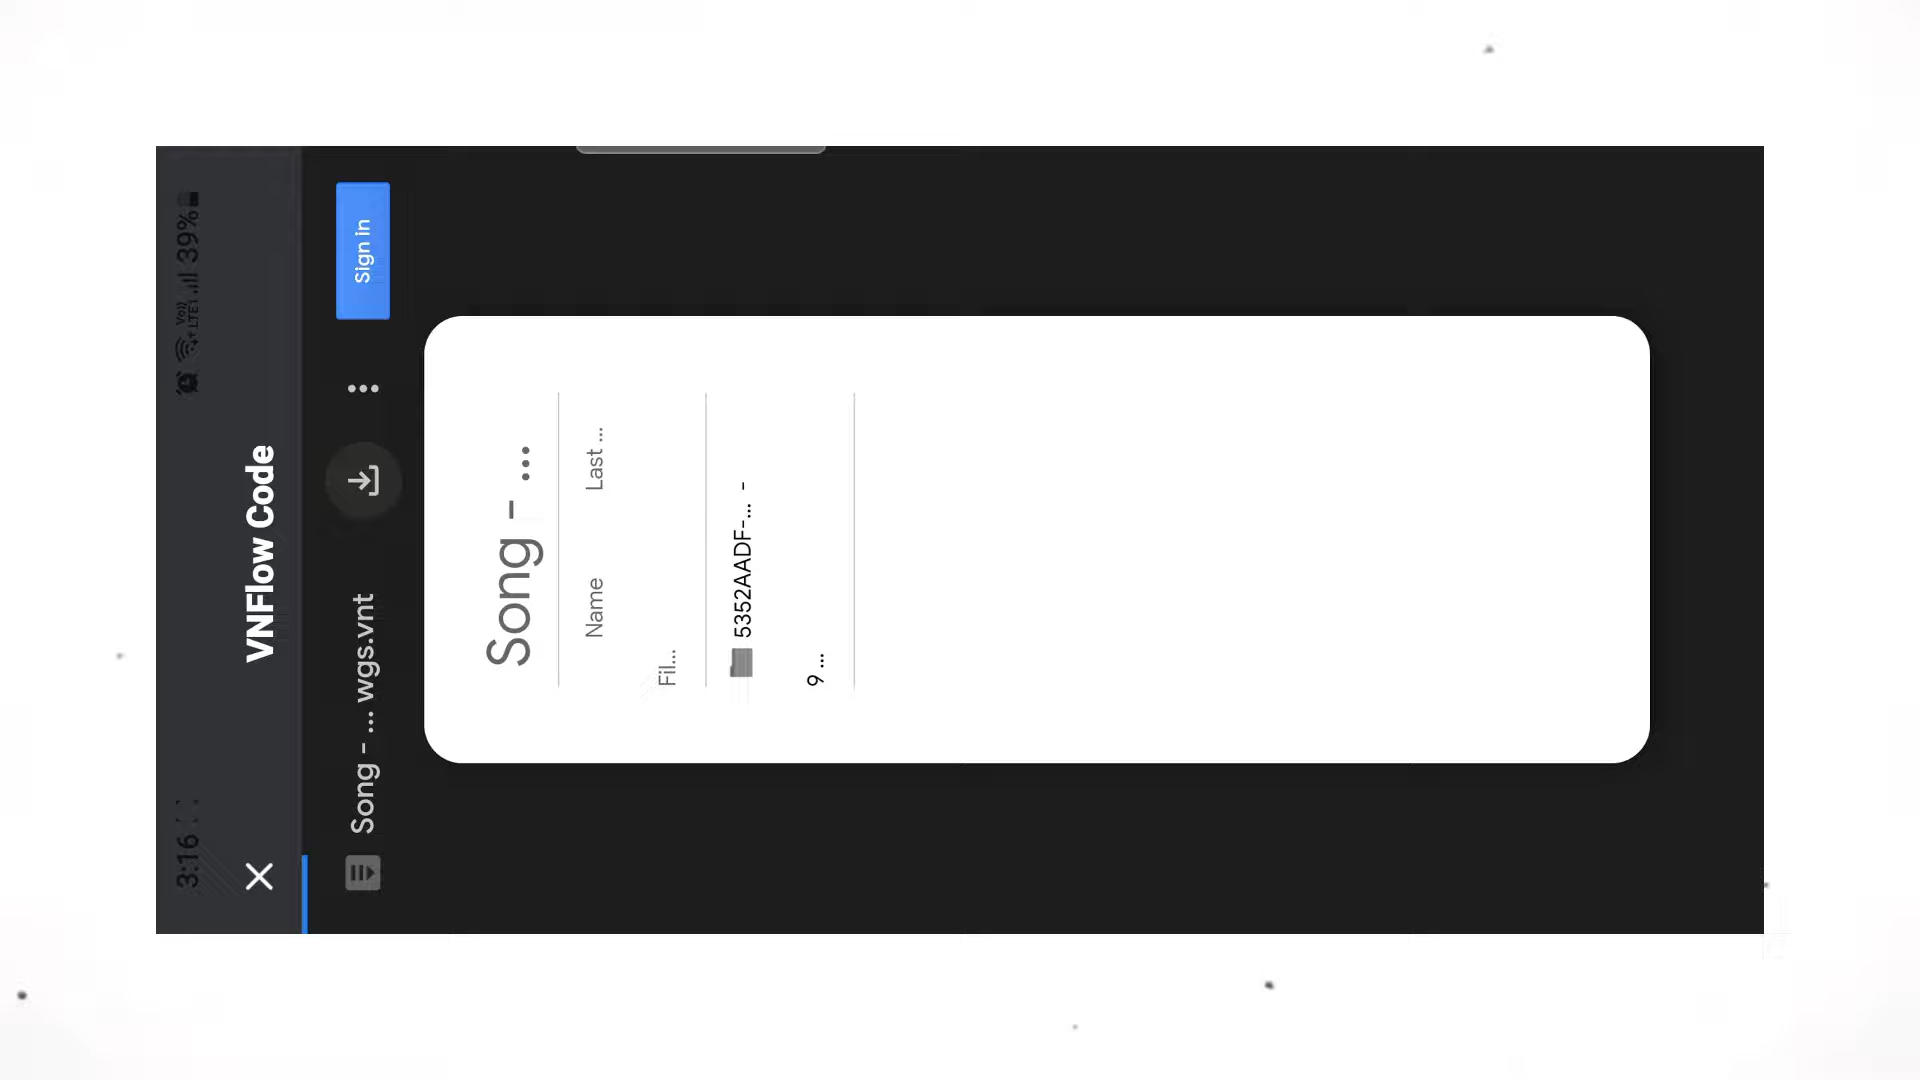 3:16
39%
VNFlow Code
Song - ... wgs.vnt
Sign in
Song - ...
Name
Last ...
Fil...
5352AADF-... -
9 ...